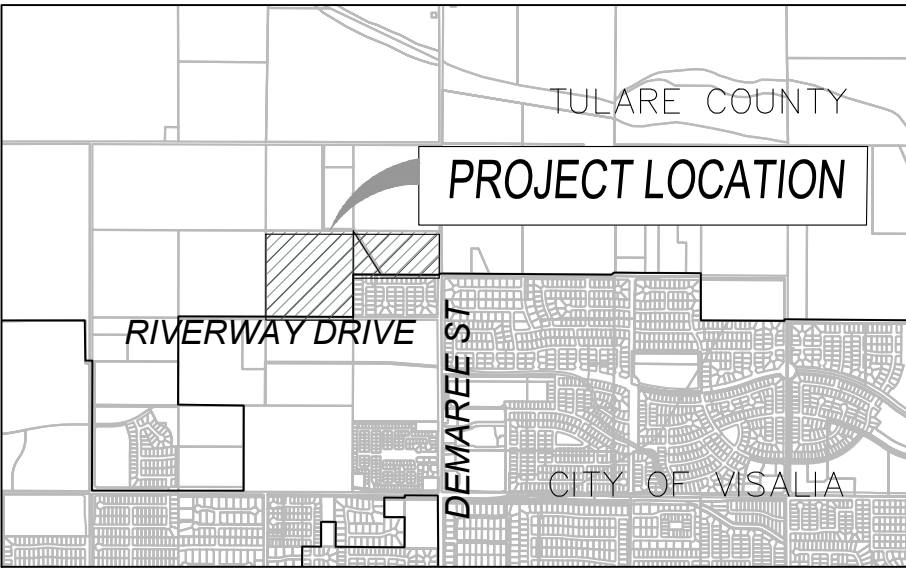 TULARE COUNTY
PROJECT LOCATION
RIVERWAY DRIVE
DEMAREE ST
CITY OF VISALIA